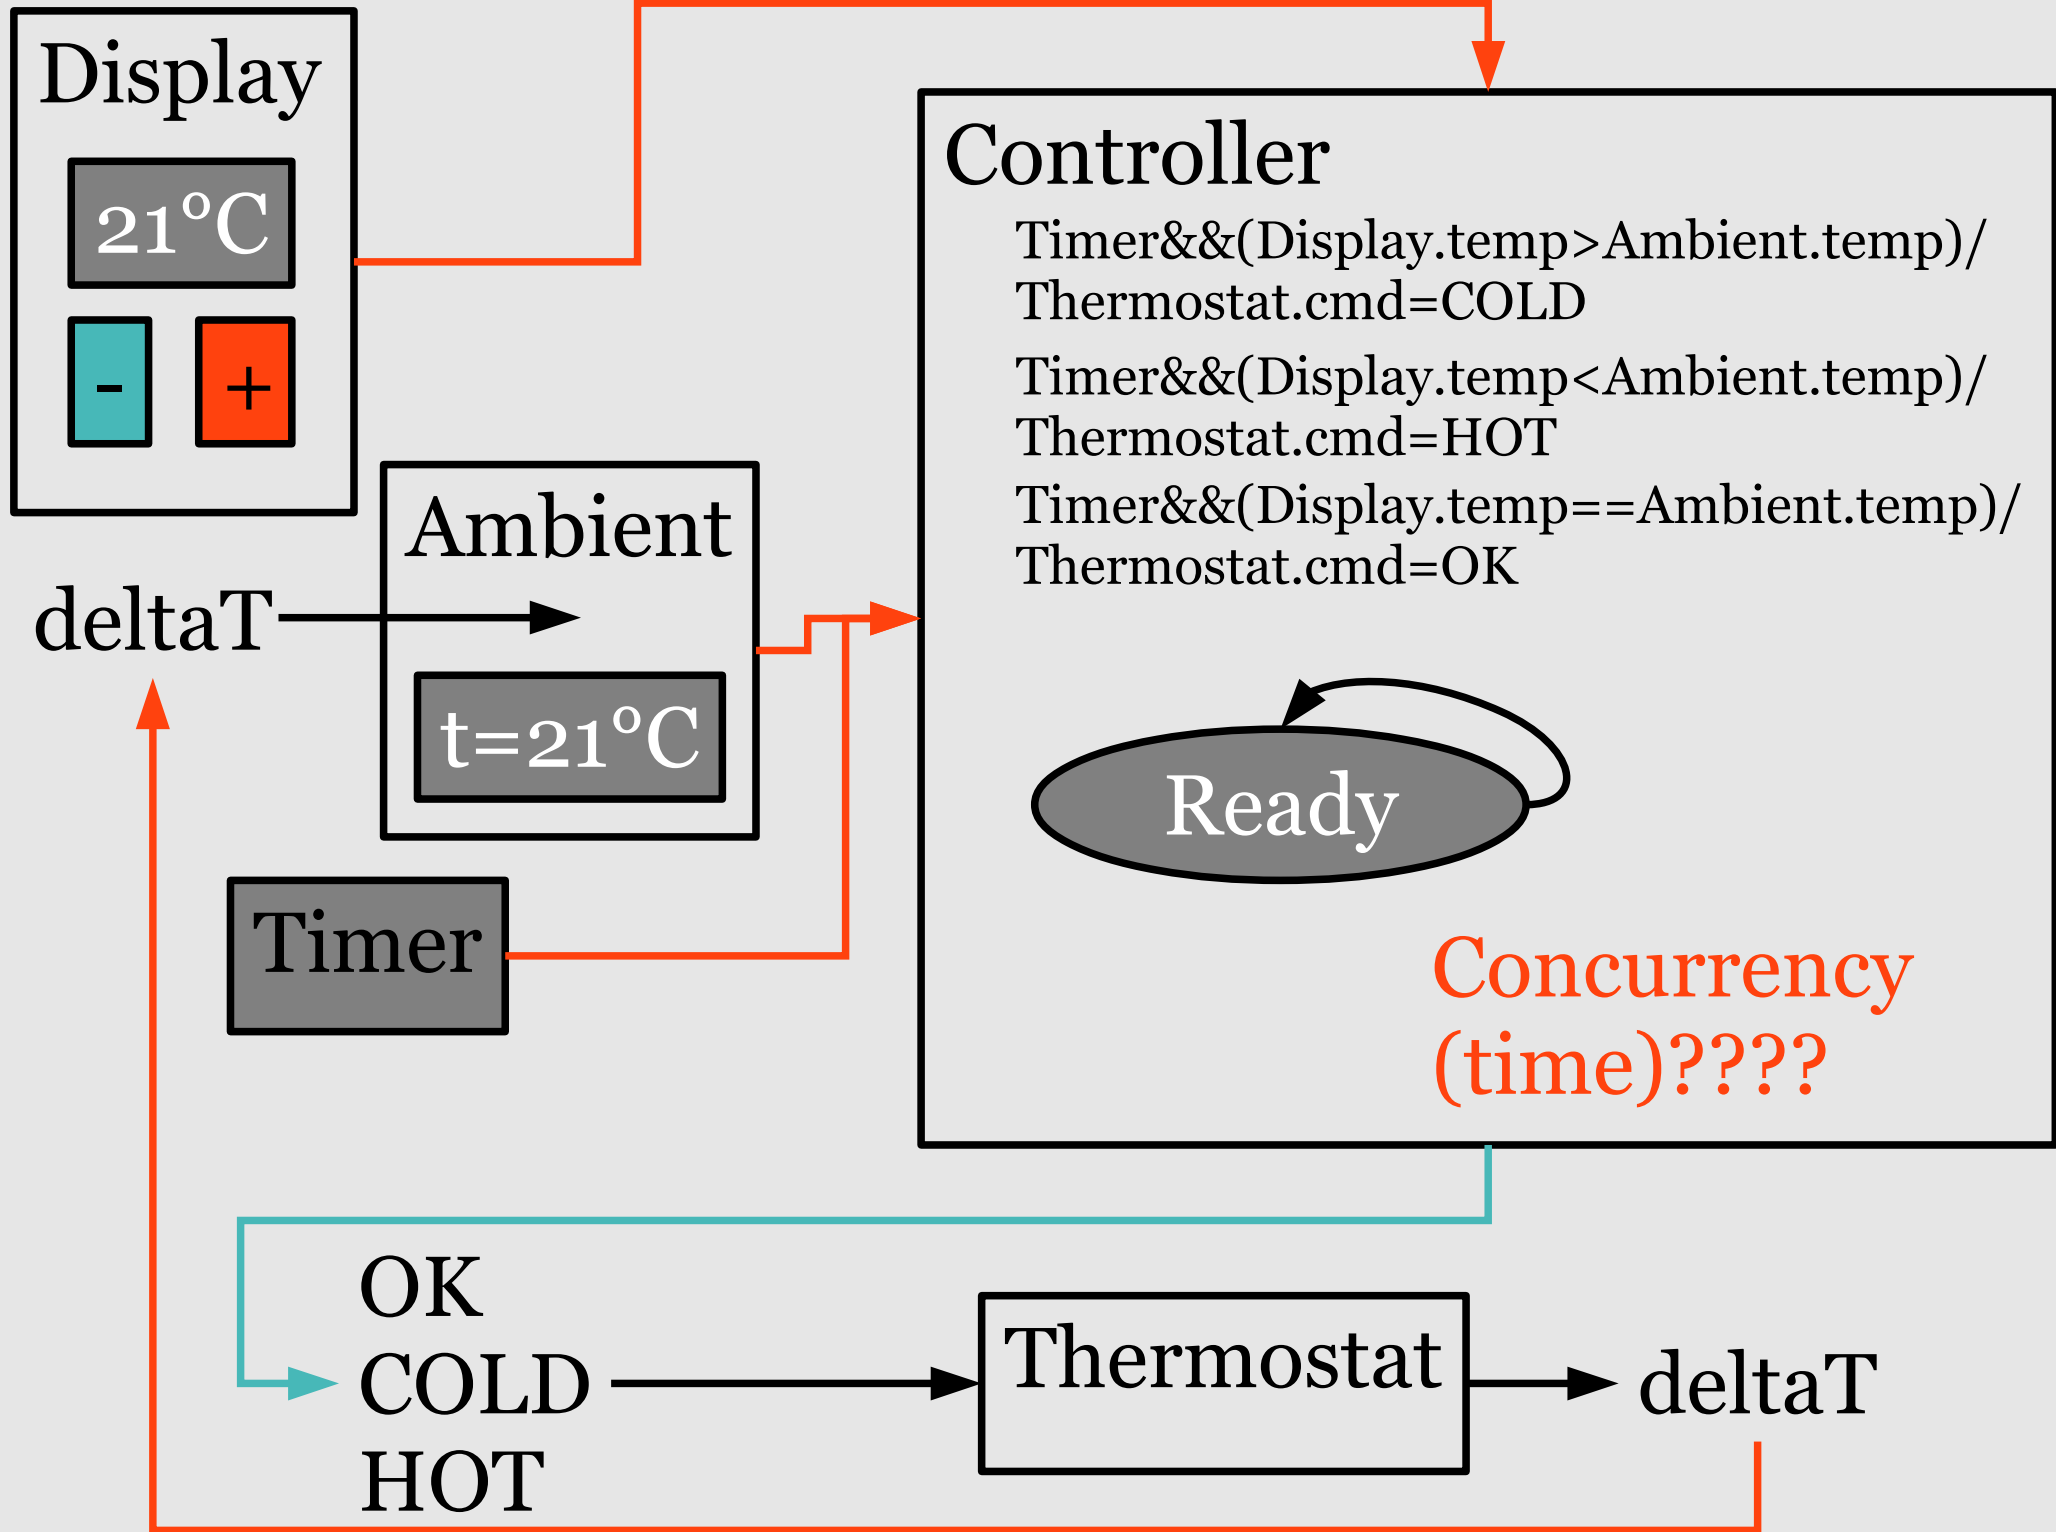 Display
21°C
-
+
Controller
Timer&&(Display.temp>Ambient.temp)/
Thermostat.cmd=COLD
Timer&&(Display.temp<Ambient.temp)/
Thermostat.cmd=HOT
Timer&&(Display.temp==Ambient.temp)/
Thermostat.cmd=OK
Ambient
deltaT
t=21°C
Ready
Timer
Concurrency
(time)????
OK
COLD
HOT
Thermostat
deltaT